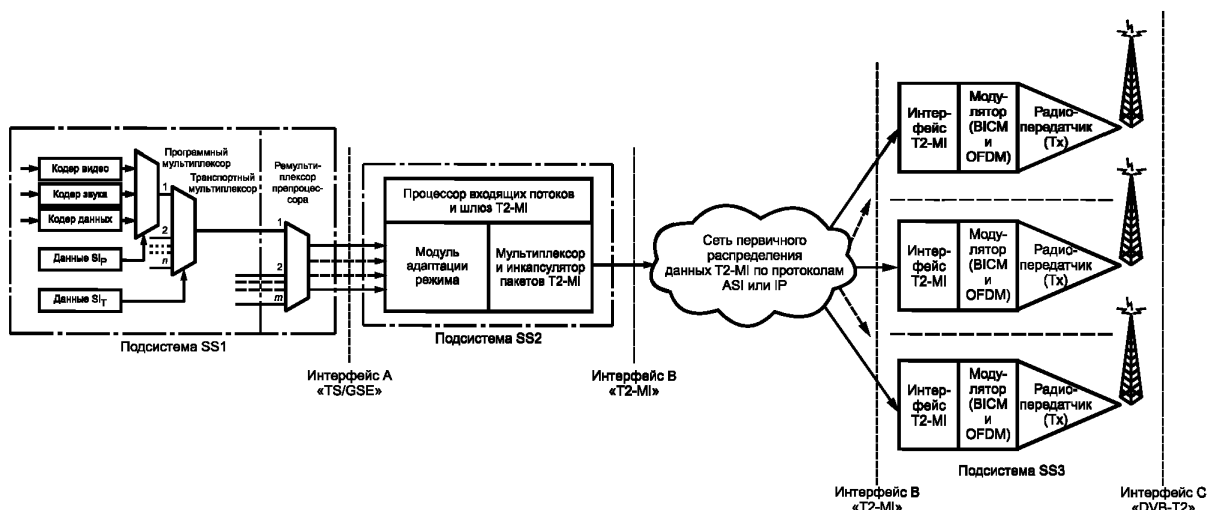 Кодер видео
Кодер звука
Кодер данных
Данные SIP
Данные SIT
Программный
мультиплексор
Транспортный
мультиплексор
1
2
n
Ремульти-
плексор
препроцес-
сора
1
2
m
Подсистема SS1
Интерфейс А
«TS/GSE»
Процессор входящих потоков
и шлюз T2-MI
Модуль
адаптации
режима
Мультиплексор
и инкапсулятор
пакетов T2-MI
Подсистема SS2
Интерфейс B
«T2-MI»
Сеть первичного
распределения
данных T2-MI по протоколам
ASI или IP
Интер-
фейс
T2-MI
Моду-
лятор
(BICM
и
OFDM)
Радио-
передатчик
(Tx)
Интер-
фейс
T2-MI
Моду-
лятор
(BICM
и
OFDM)
Радио-
передатчик
(Tx)
Интер-
фейс
T2-MI
Моду-
лятор
(BICM
и
OFDM)
Радио-
передатчик
(Tx)
Подсистема SS3
Интерфейс B
«T2-MI»
Интерфейс C
«DVB-T2»